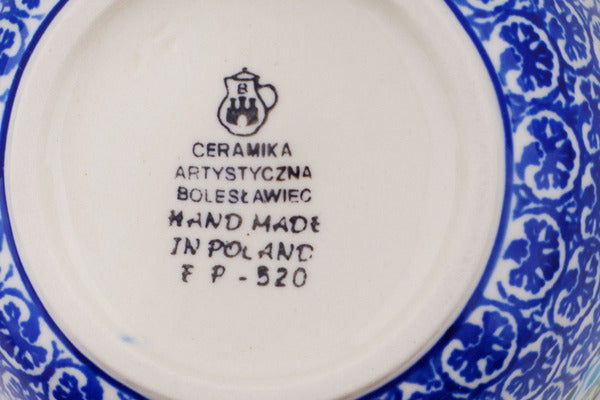 B
CERAMIKA
ARTYSTYCZNA
BOLESŁAWIEC
HAND MADE
IN POLAND
F P - 520